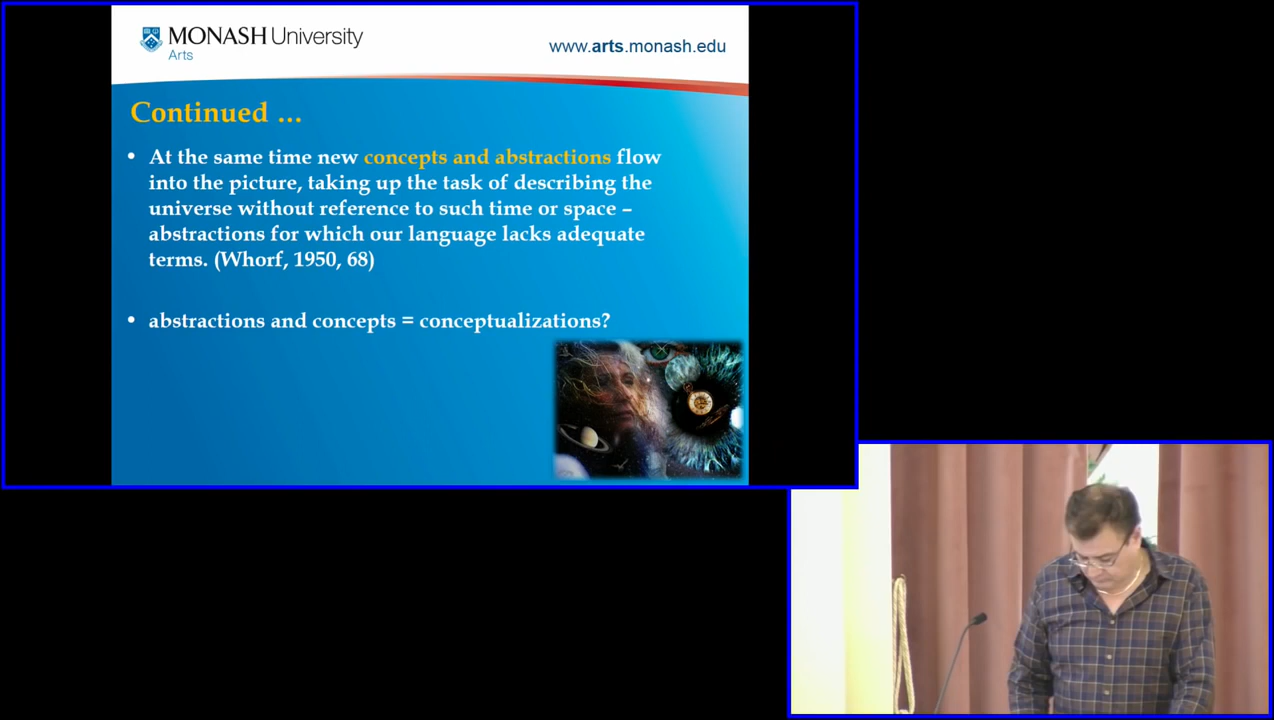 MONASH University
Arts
www.arts.monash.edu
Continued …
• At the same time new concepts and abstractions flow
into the picture, taking up the task of describing the
universe without reference to such time or space –
abstractions for which our language lacks adequate
terms. (Whorf, 1950, 68)
• abstractions and concepts = conceptualizations?